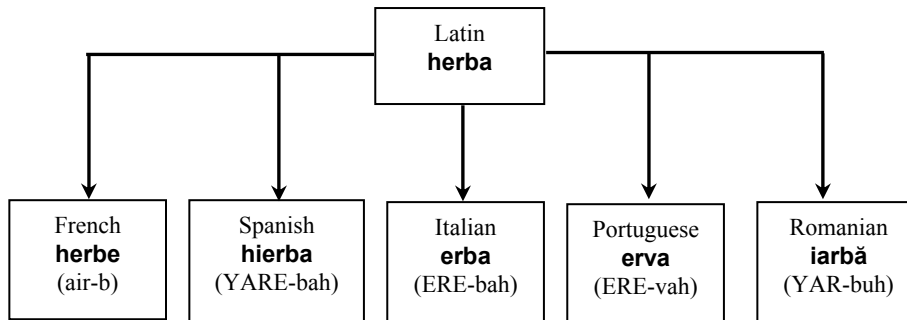 Latin
herba
French
herbe
(air-b)
Spanish
hierba
(YARE-bah)
Italian
erba
(ERE-bah)
Portuguese
erva
(ERE-vah)
Romanian
iarbă
(YAR-buh)